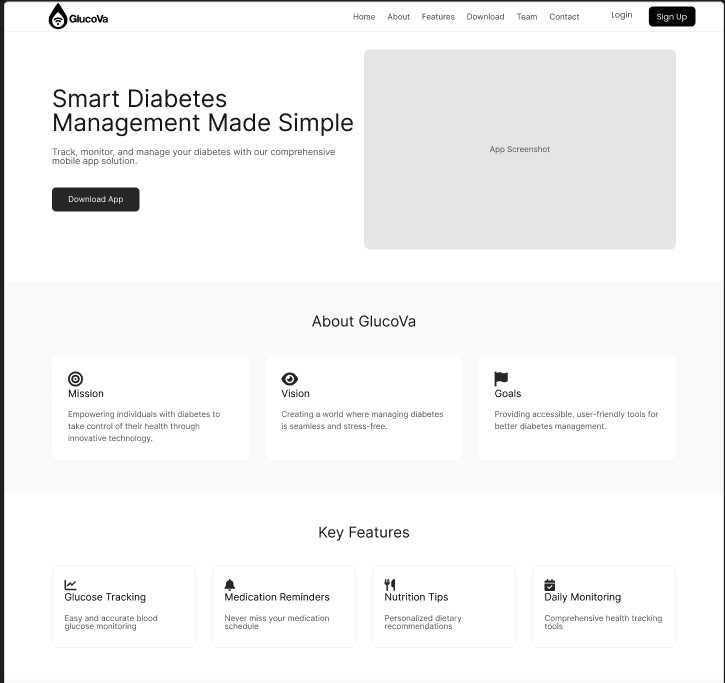 GlucoVa
Home About Features Download Team Contact Login Sign Up
Smart Diabetes
Management Made Simple
Track, monitor, and manage your diabetes with our comprehensive
mobile app solution.
Download App
App Screenshot
About GlucoVa
Mission
Empowering individuals with diabetes to
take control of their health through
innovative technology.
Vision
Creating a world where managing diabetes
is seamless and stress-free.
Goals
Providing accessible, user-friendly tools for
better diabetes management.
Key Features
Glucose Tracking
Easy and accurate blood
glucose monitoring
Medication Reminders
Never miss your medication
schedule
Nutrition Tips
Personalized dietary
recommendations
Daily Monitoring
Comprehensive health tracking
tools